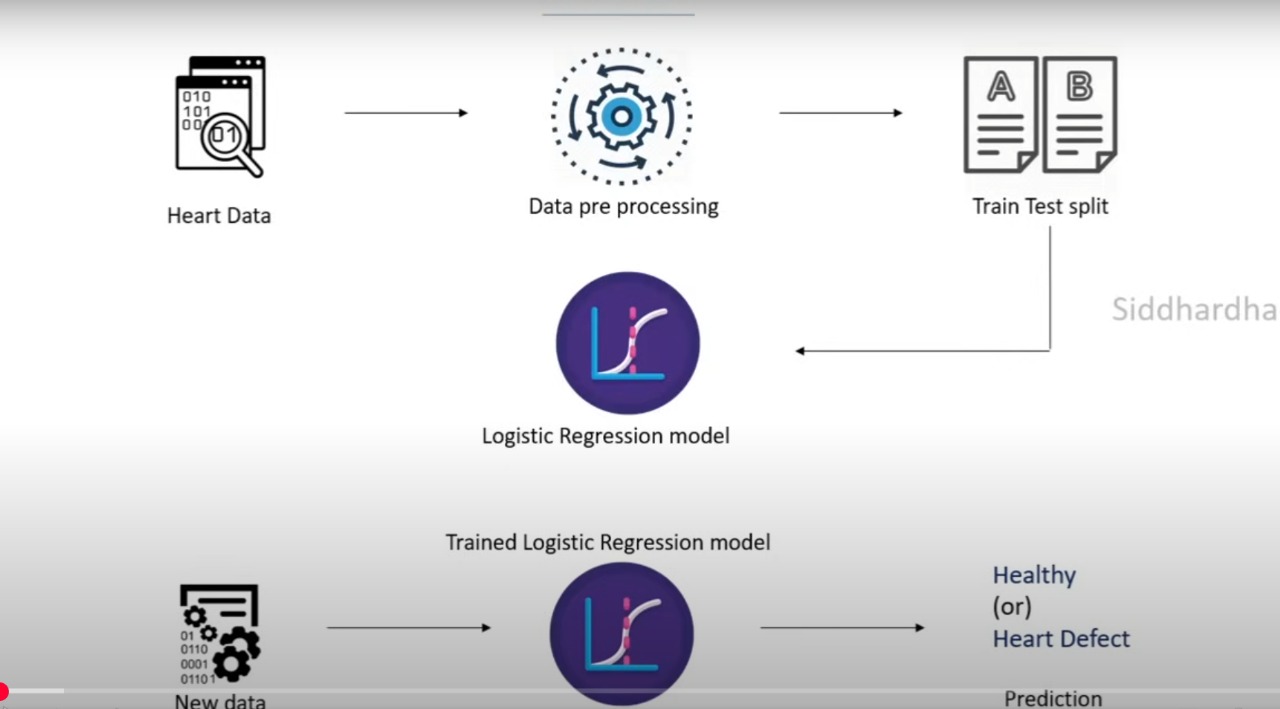 Heart Data
Data pre processing
Train Test split
A
B
010
101
00
01
Siddhardha
Logistic Regression model
Trained Logistic Regression model
Healthy
(or)
Heart Defect
01
0110
0001
01101
New data
Prediction